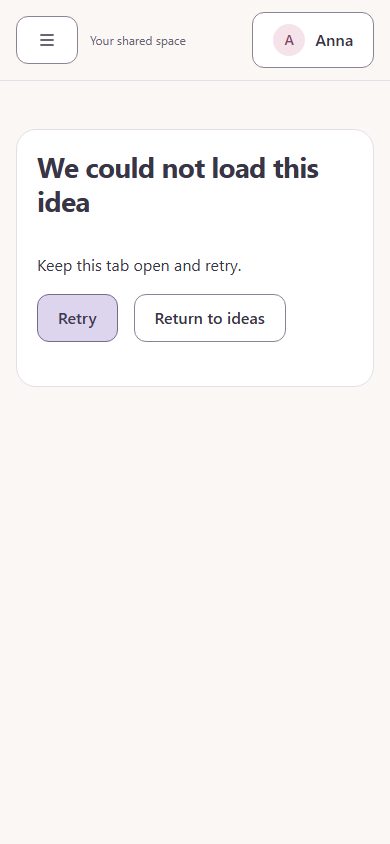 Your shared space
A
Anna
We could not load this
idea
Keep this tab open and retry.
Retry
Return to ideas